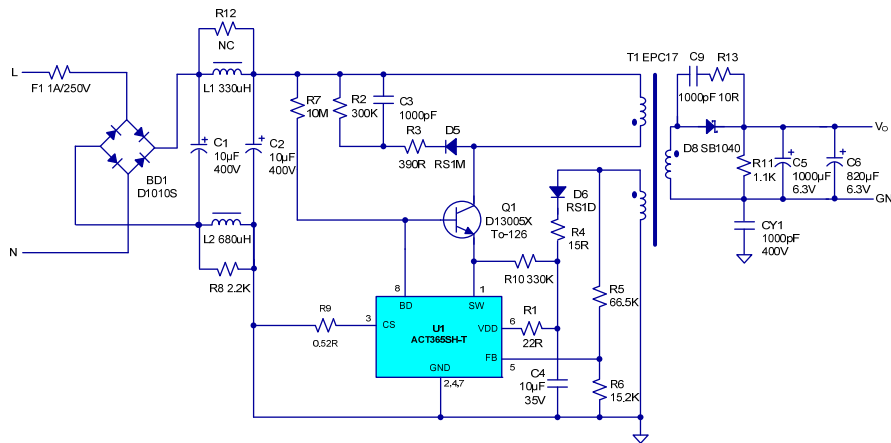 R12
NC
T1 EPC17
C9
R13
1000pF 10R
L
F1 1A/250V
L1 330uH
R7
10M
R2
300K
C3
1000pF
R3
390R
D5
RS1M
C1
10µF
400V
C2
10µF
400V
BD1
D1010S
D8 SB1040
VO
R11
1.1K
C5
1000uF
6.3V
C6
820uF
6.3V
GN
Q1
D13005X
To-126
D6
RS1D
R4
15R
CY1
1000pF
400V
L2 680uH
N
R8 2.2K
R10 330K
R9
0.52R
8
BD
1
SW
3
CS
U1
ACT365SH-T
VDD
6
R1
22R
R5
66.5K
FB
5
GND
2,4,7
C4
10µF
35V
R6
15,2K